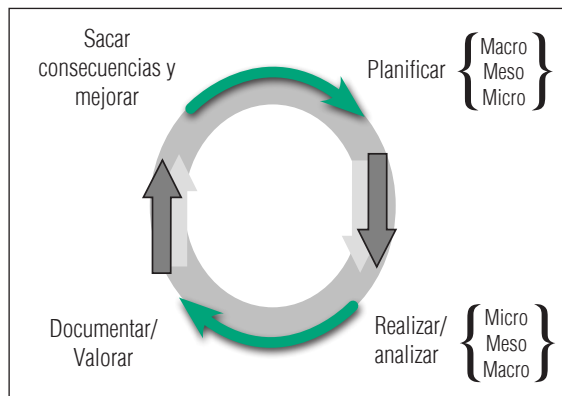 Sacar
consecuencias y
mejorar
Planificar
Macro
Meso
Micro
Documentar/
Valorar
Realizar/
analizar
Micro
Meso
Macro